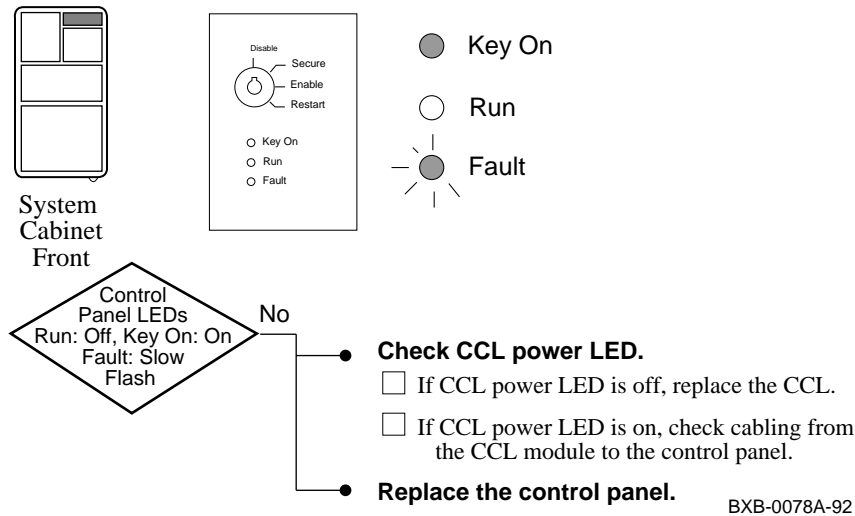 Disable
Secure
Enable
Restart
Key On
Run
Fault
Key On
Run
Fault
System
Cabinet
Front
Control
Panel LEDs
Run: Off, Key On: On
Fault: Slow
Flash
No
Check CCL power LED.
If CCL power LED is off, replace the CCL.
If CCL power LED is on, check cabling from
the CCL module to the control panel.
Replace the control panel.
BXB-0078A-92